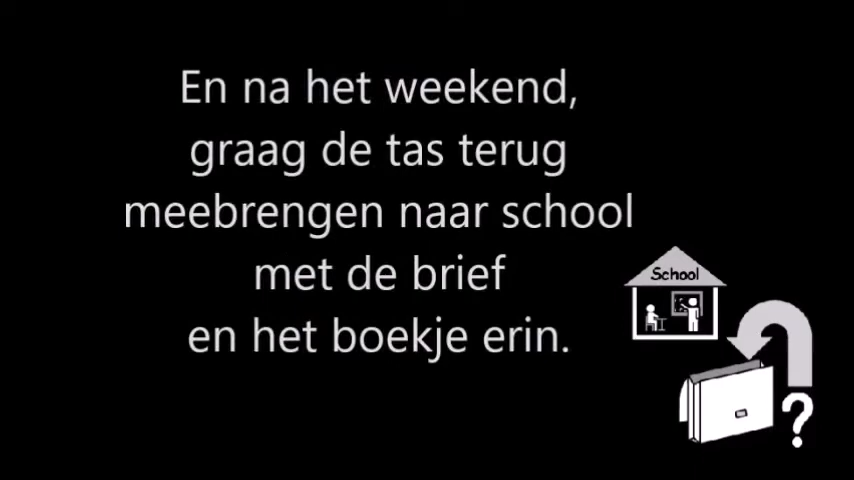 En na het weekend,
graag de tas terug
meebrengen naar school
met de brief
en het boekje erin.
School
?